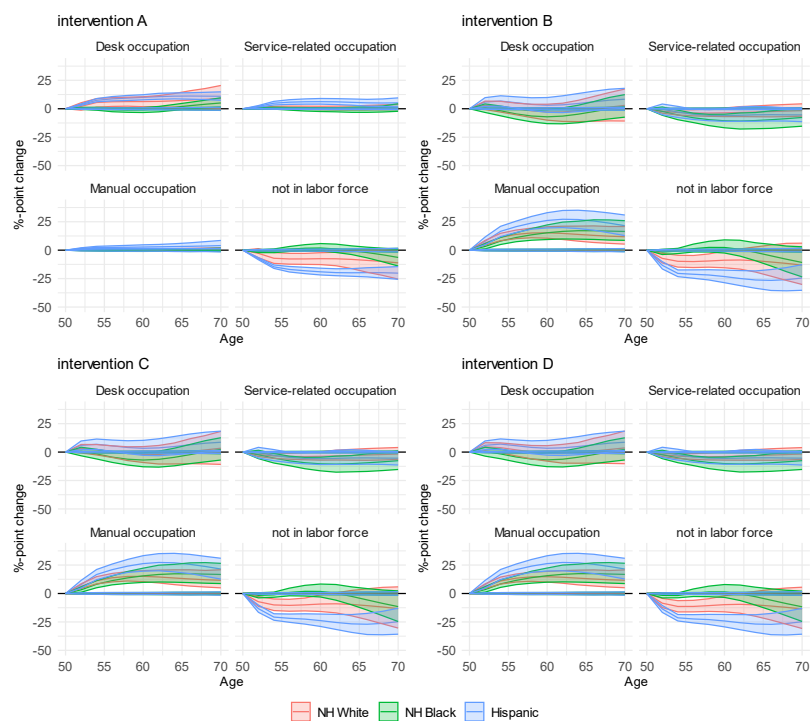 intervention A
Desk occupation Service-related occupation
25
0
-25
-50
Manual occupation not in labor force
25
0
-25
-50
%-point change
50 55 60 65 70 50 55 60 65 70
Age
intervention B
Desk occupation Service-related occupation
25
0
-25
-50
Manual occupation not in labor force
25
0
-25
-50
%-point change
50 55 60 65 70 50 55 60 65 70
Age
intervention C
Desk occupation Service-related occupation
25
0
-25
-50
Manual occupation not in labor force
25
0
-25
-50
%-point change
50 55 60 65 70 50 55 60 65 70
Age
intervention D
Desk occupation Service-related occupation
25
0
-25
-50
Manual occupation not in labor force
25
0
-25
-50
%-point change
50 55 60 65 70 50 55 60 65 70
Age
NH White NH Black Hispanic